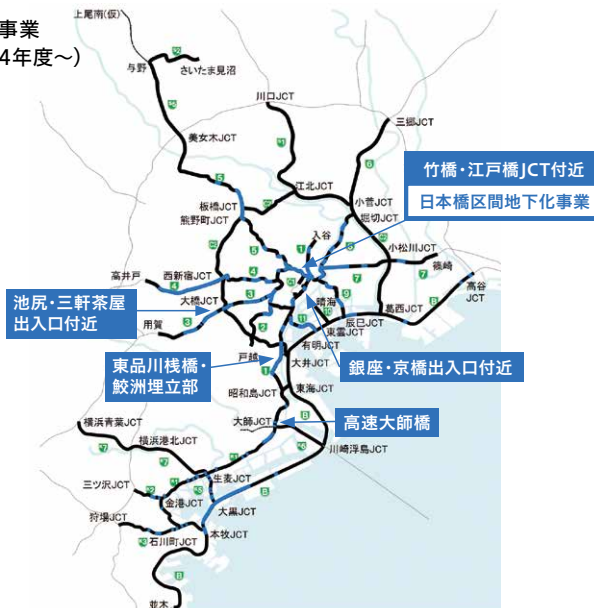 事業
4年度~)
上尾南(仮)
与野
さいたま見沼
川口JCT
三郷JCT
美女木JCT
竹橋・江戸橋JCT付近
日本橋区間地下化事業
江北JCT
小菅JCT
板橋JCT
堀切JCT
熊野町JCT
入谷
小松川JCT
篠崎
高井戸
西新宿JCT
高谷
JCT
池尻・三軒茶屋
出入口付近
大橋JCT
晴海
葛西JCT
辰巳JCT
用賀
東雲JCT
有明JCT
戸越
大井JCT
東品川桟橋・
鮫洲埋立部
銀座・京橋出入口付近
昭和島JCT
東海JCT
大師JCT
高速大師橋
横浜青葉JCT
横浜港北JCT
川崎浮島JCT
三ツ沢JCT
生麦JCT
金港JCT
大黒JCT
狩場JCT
本牧JCT
石川町JCT
並木